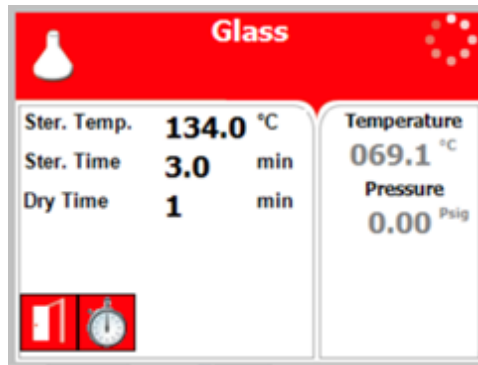 Glass
Ster. Temp. 134.0 °C
Ster. Time 3.0 min
Dry Time 1 min
Temperature
069.1 °C
Pressure
0.00 Psig